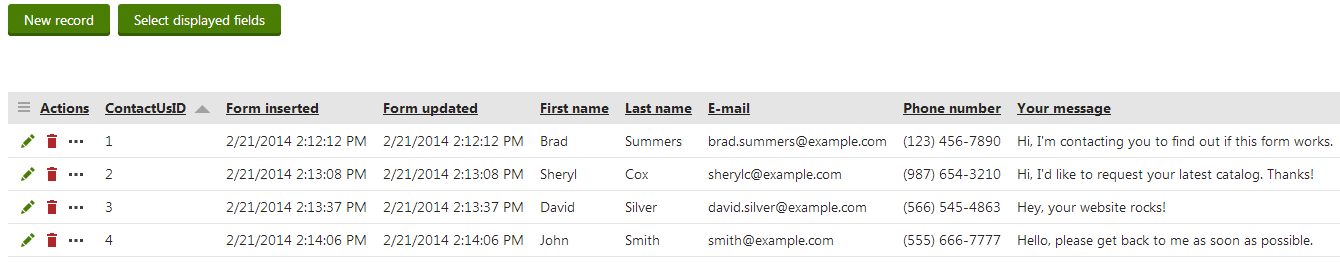 New record Select displayed fields
Actions ContactUsID Form inserted Form updated First name Last name E-mail Phone number Your message
1 2/21/2014 2:12:12 PM 2/21/2014 2:12:12 PM Brad Summers brad.summers@example.com (123) 456-7890 Hi, I'm contacting you to find out if this form works.
2 2/21/2014 2:13:08 PM 2/21/2014 2:13:08 PM Sheryl Cox sherylc@example.com (987) 654-3210 Hi, I'd like to request your latest catalog. Thanks!
3 2/21/2014 2:13:37 PM 2/21/2014 2:13:37 PM David Silver david.silver@example.com (566) 545-4863 Hey, your website rocks!
4 2/21/2014 2:14:06 PM 2/21/2014 2:14:06 PM John Smith smith@example.com (555) 666-7777 Hello, please get back to me as soon as possible.